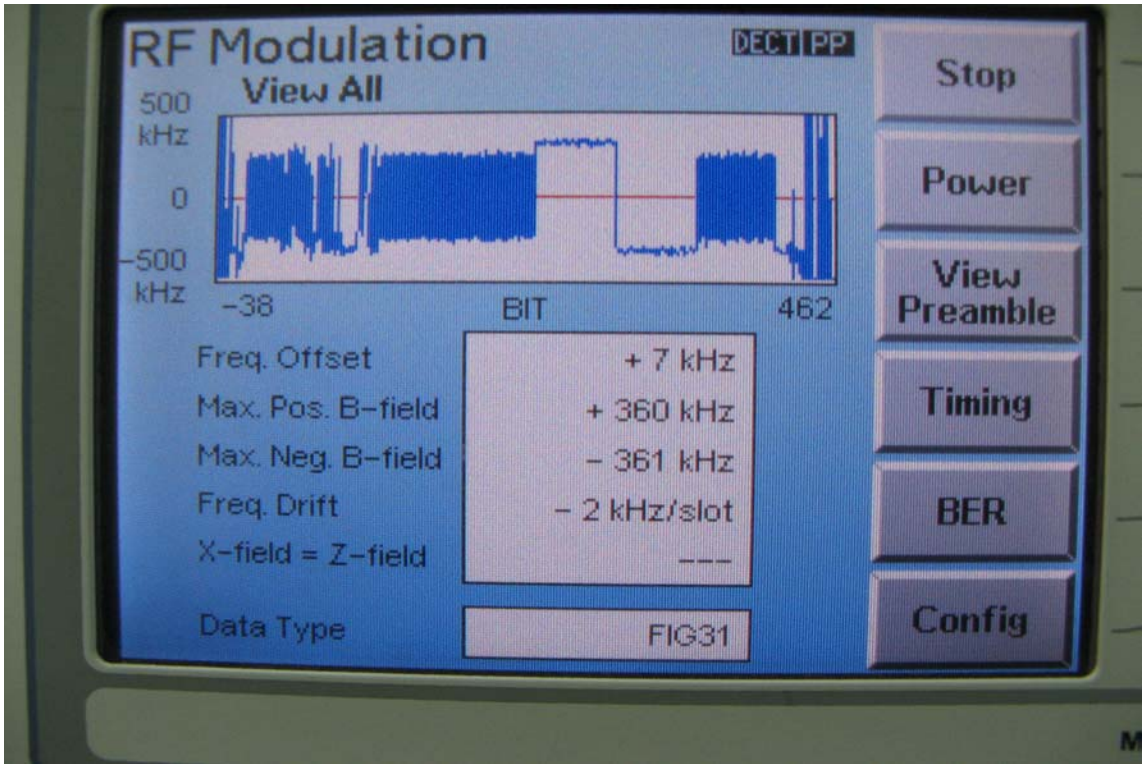 RF Modulation
DECT PP
View All
500
kHz
0
-500
kHz
-38
BIT
462
Freq. Offset
+ 7 kHz
Max. Pos. B-field
+ 360 kHz
Max. Neg. B-field
- 361 kHz
Freq. Drift
- 2 kHz/slot
X-field = Z-field
---
Data Type
FIG31
Stop
Power
View
Preamble
Timing
BER
Config
M